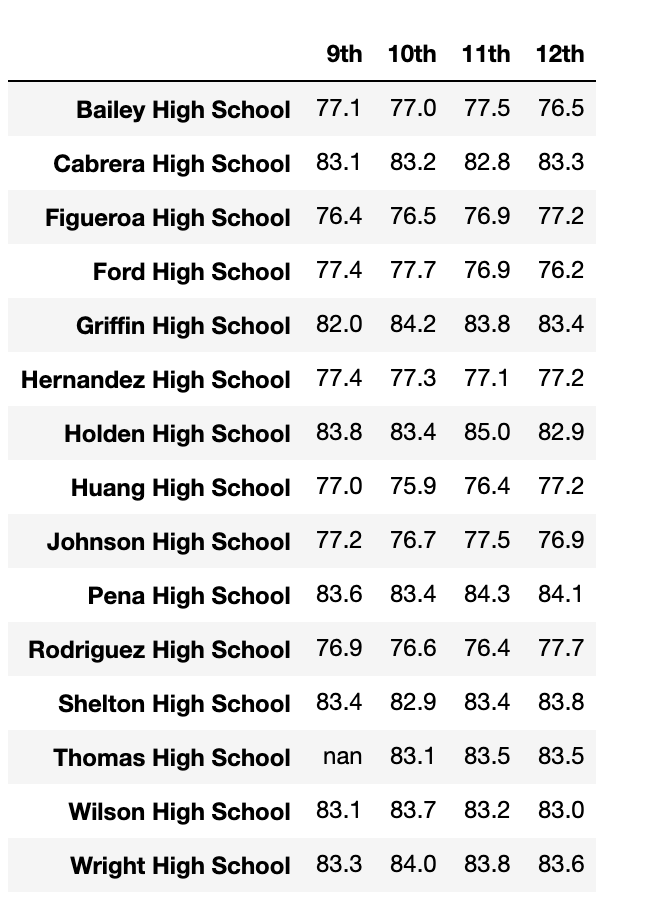 9th 10th 11th 12th
Bailey High School 77.1 77.0 77.5 76.5
Cabrera High School 83.1 83.2 82.8 83.3
Figueroa High School 76.4 76.5 76.9 77.2
Ford High School 77.4 77.7 76.9 76.2
Griffin High School 82.0 84.2 83.8 83.4
Hernandez High School 77.4 77.3 77.1 77.2
Holden High School 83.8 83.4 85.0 82.9
Huang High School 77.0 75.9 76.4 77.2
Johnson High School 77.2 76.7 77.5 76.9
Pena High School 83.6 83.4 84.3 84.1
Rodriguez High School 76.9 76.6 76.4 77.7
Shelton High School 83.4 82.9 83.4 83.8
Thomas High School nan 83.1 83.5 83.5
Wilson High School 83.1 83.7 83.2 83.0
Wright High School 83.3 84.0 83.8 83.6